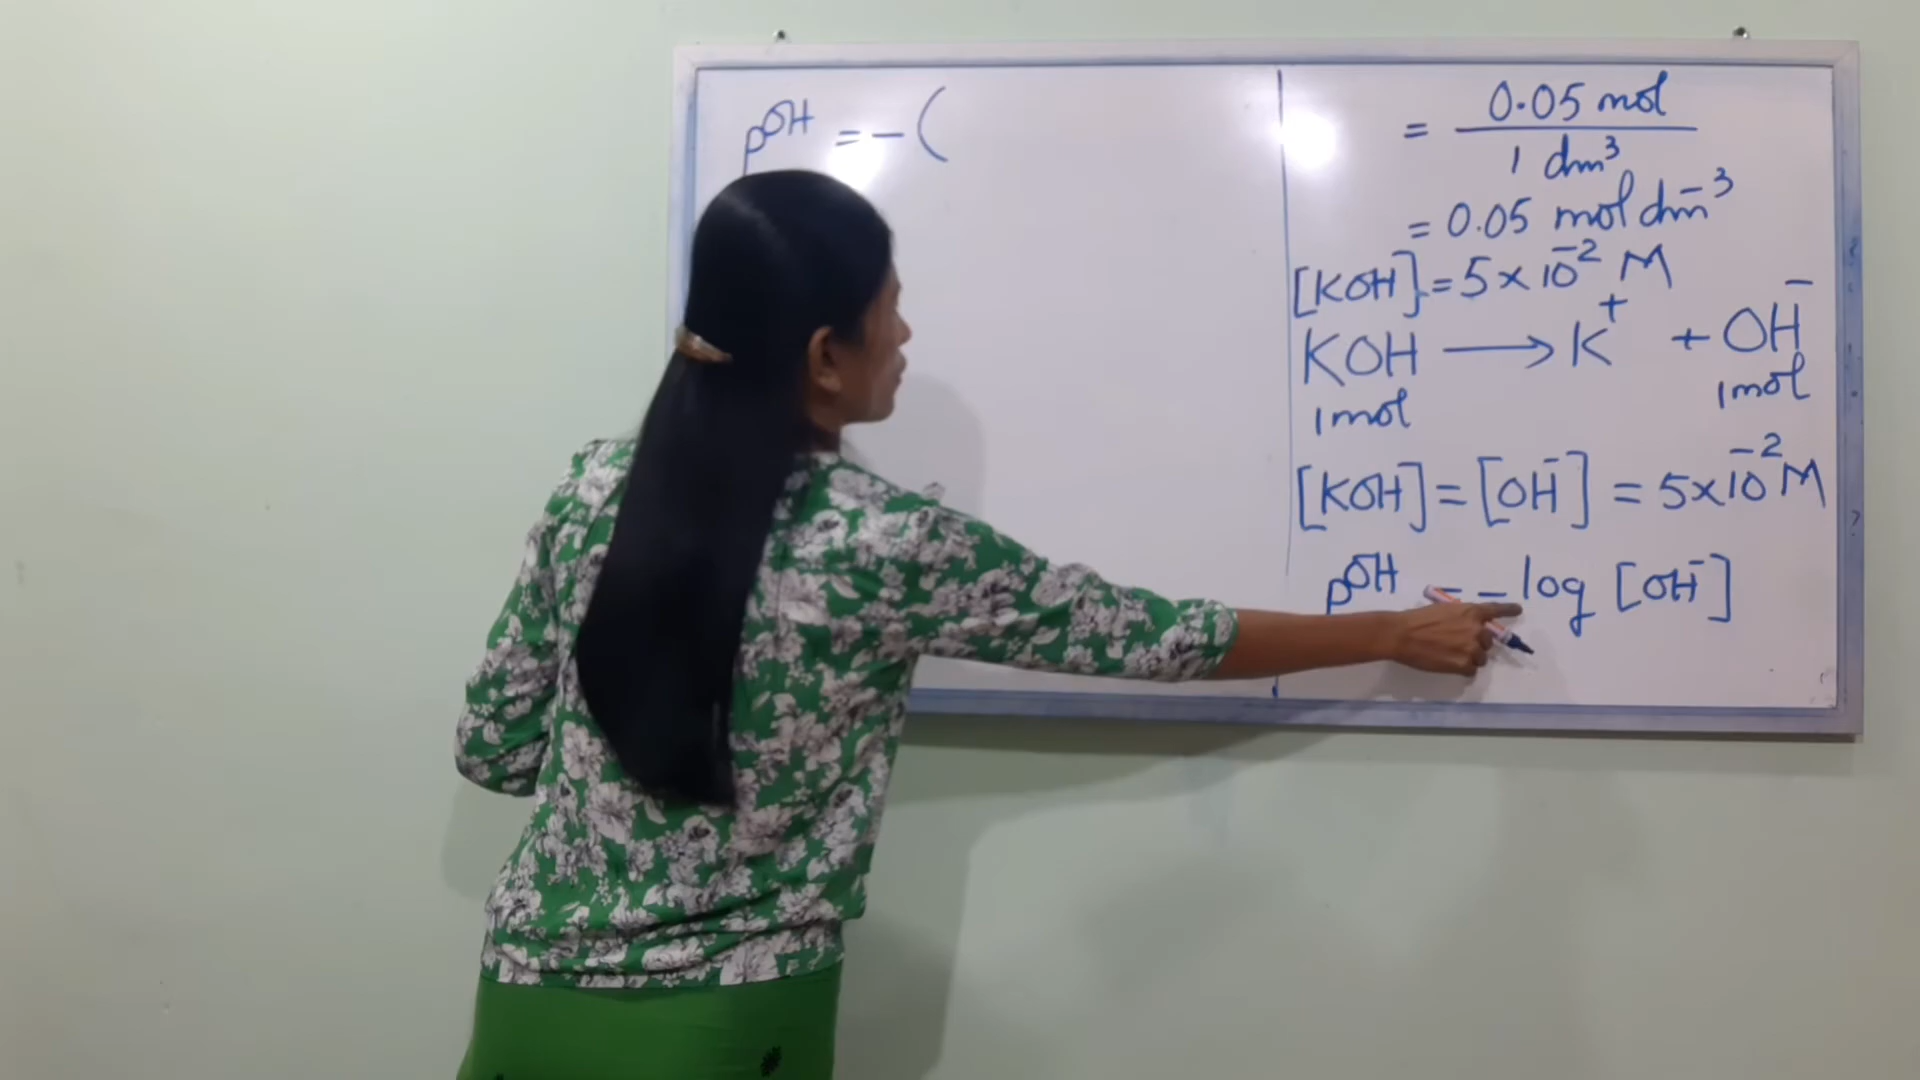 pOH = - (
= 0.05 mol / 1 dm³
= 0.05 mol dm⁻³
[KOH] = 5 × 10⁻² M
KOH ⟶ K⁺ + OH⁻
1 mol 1 mol
[KOH] = [OH⁻] = 5 × 10⁻² M
pOH = - log [OH⁻]